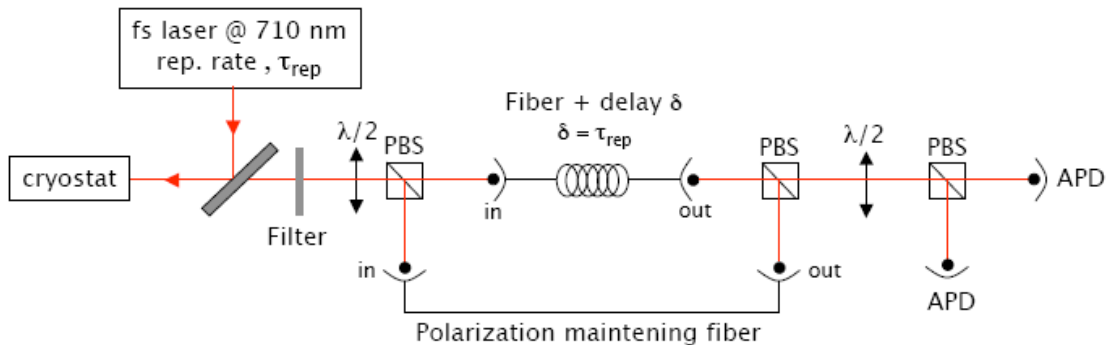 fs laser @ 710 nm
rep. rate , τrep
Fiber + delay δ
δ = τrep
λ/2
PBS
PBS
λ/2
PBS
cryostat
APD
in
out
Filter
in
out
APD
Polarization maintening fiber